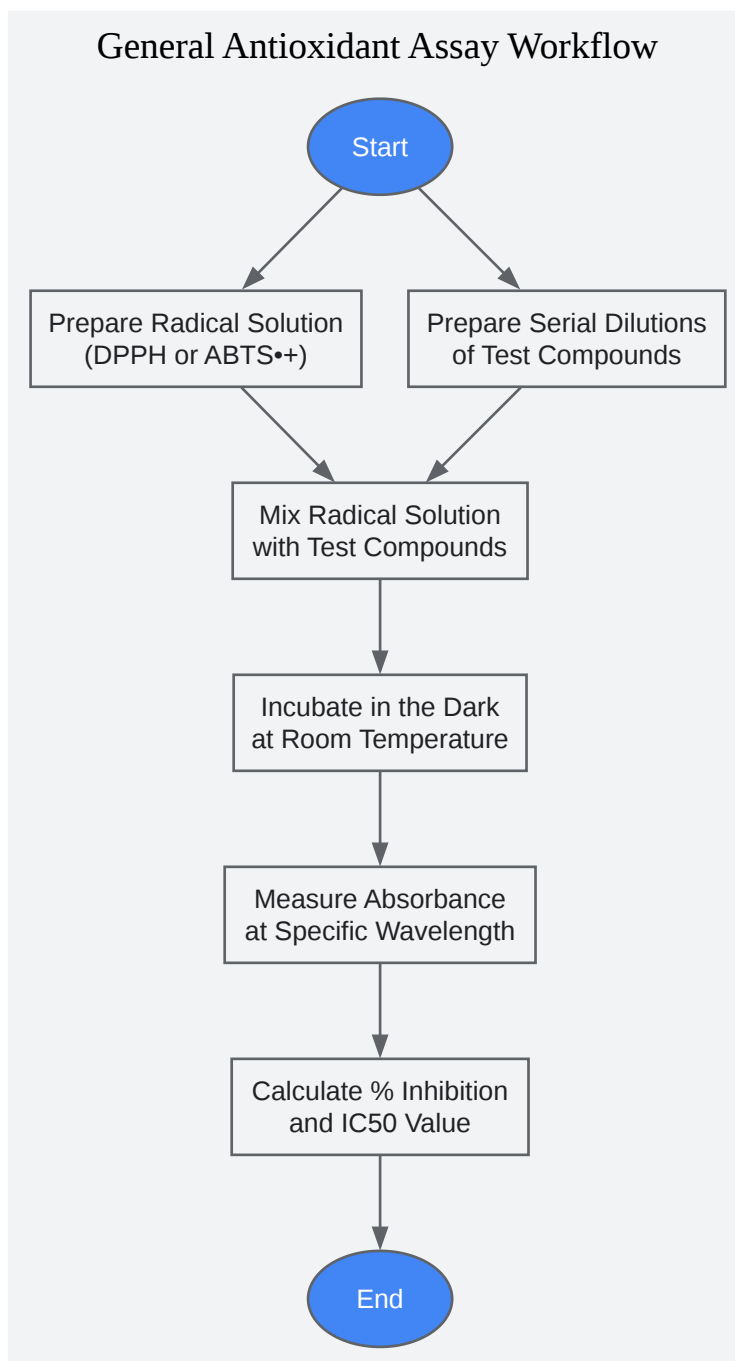 General Antioxidant Assay Workflow
Start
Prepare Radical Solution
(DPPH or ABTS•+)
Prepare Serial Dilutions
of Test Compounds
Mix Radical Solution
with Test Compounds
Incubate in the Dark
at Room Temperature
Measure Absorbance
at Specific Wavelength
Calculate % Inhibition
and IC50 Value
End